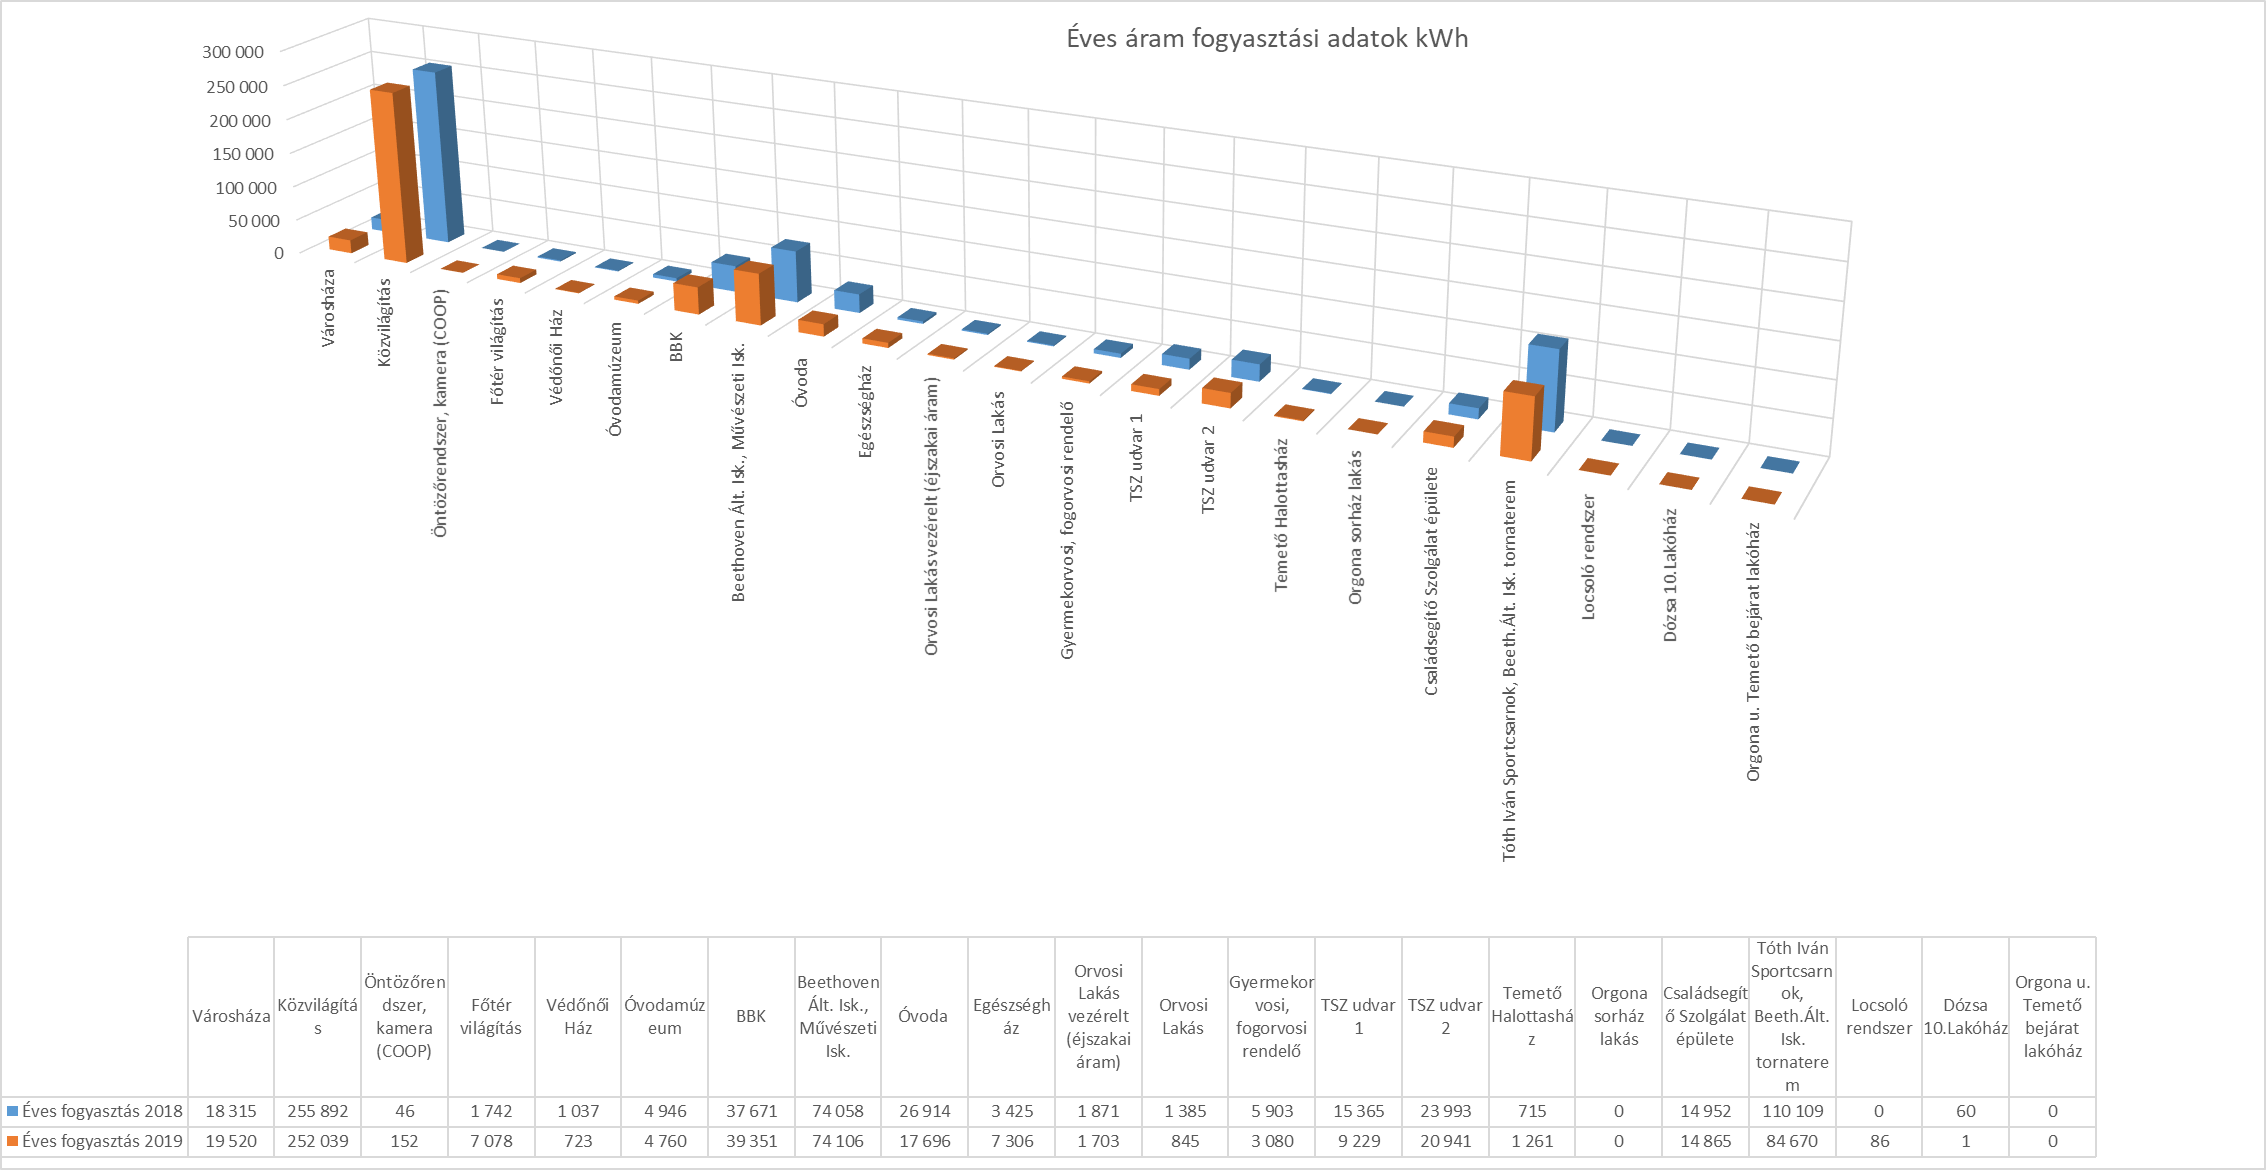 Éves áram fogyasztási adatok kWh
300 000
250 000
200 000
150 000
100 000
50 000
0
Városháza
Közvilágítás
Öntözőrendszer, kamera (COOP)
Főtér világítás
Védőnői Ház
Óvodamúzeum
BBK
Beethoven Ált. Isk., Művészeti Isk.
Óvoda
Egészségház
Orvosi Lakás vezérelt (éjszakai áram)
Orvosi Lakás
Gyermekorvosi, fogorvosi rendelő
TSZ udvar 1
TSZ udvar 2
Temető Halottasház
Orgona sorház lakás
Családsegítő Szolgálat épülete
Tóth Iván Sportcsarnok, Beeth.Ált. Isk. tornaterem
Locsoló rendszer
Dózsa 10.Lakóház
Orgona u. Temető bejárat lakóház
Városháza
Közvilágítá
s
Öntözőren
dszer,
kamera
(COOP)
Főtér
világítás
Védőnői
Ház
Óvodamúz
eum
BBK
Beethoven
Ált. Isk.,
Művészeti
Isk.
Óvoda
Egészségh
áz
Orvosi
Lakás
vezérelt
(éjszakai
áram)
Orvosi
Lakás
Gyermekor
vosi,
fogorvosi
rendelő
TSZ udvar
1
TSZ udvar
2
Temető
Halottashá
z
Orgona
sorház
lakás
Családsegít
ő Szolgálat
épülete
Tóth Iván
Sportcsarn
ok,
Beeth.Ált.
Isk.
tornatere
m
Locsoló
rendszer
Dózsa
10.Lakóház
Orgona u.
Temető
bejárat
lakóház
Éves fogyasztás 2018 18 315 255 892 46 1 742 1 037 4 946 37 671 74 058 26 914 3 425 1 871 1 385 5 903 15 365 23 993 715 0 14 952 110 109 0 60 0
Éves fogyasztás 2019 19 520 252 039 152 7 078 723 4 760 39 351 74 106 17 696 7 306 1 703 845 3 080 9 229 20 941 1 261 0 14 865 84 670 86 1 0